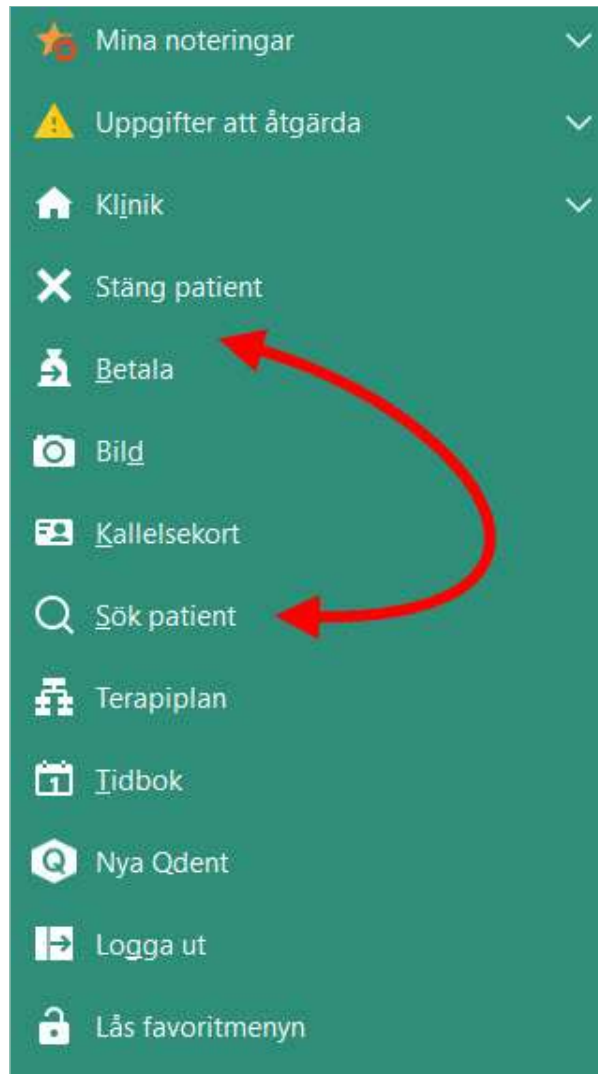 Mina noteringar
Uppgifter att åtgärda
Klinik
Stäng patient
Betala
Bild
Kallelsekort
Sök patient
Terapiplan
1
Tidbok
Q
Nya Qdent
Logga ut
Lås favoritmenyn